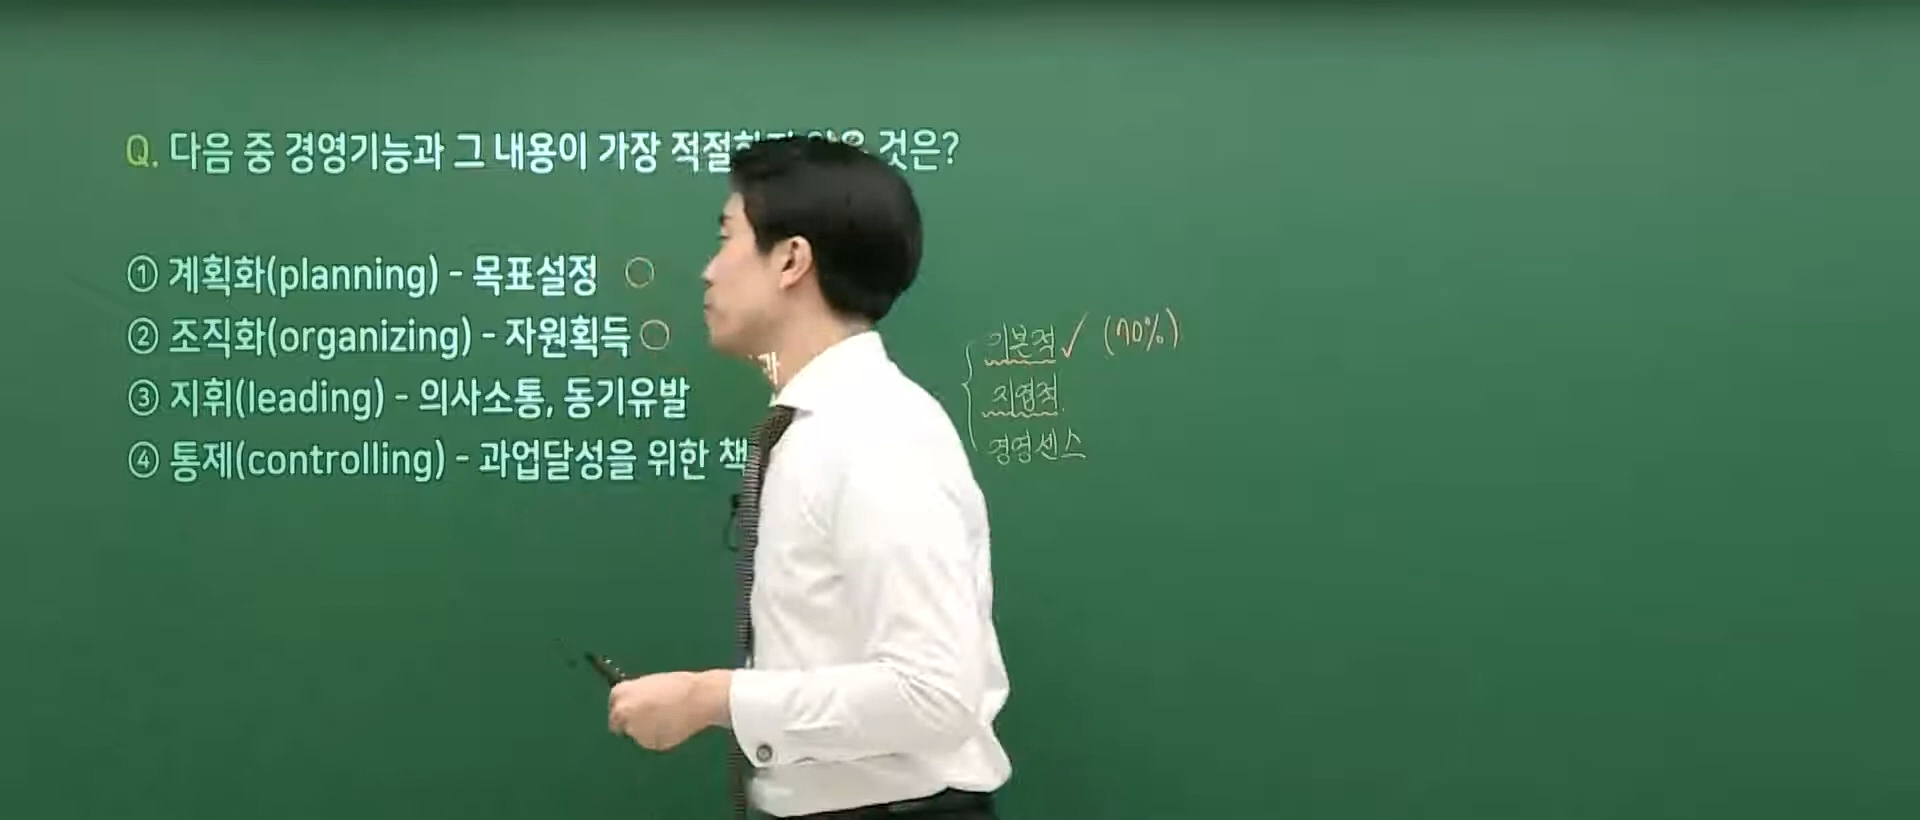 Q. 다음 중 경영기능과 그 내용이 가장 것은?
① 계획화(planning) - 목표설정 ○
② 조직화(organizing) - 자원획득 ○
③ 지휘(leading) - 의사소통, 동기유발
④ 통제(controlling) - 과업달성을 위한
기본적 ✓ (70%)
지엽적
경영센스